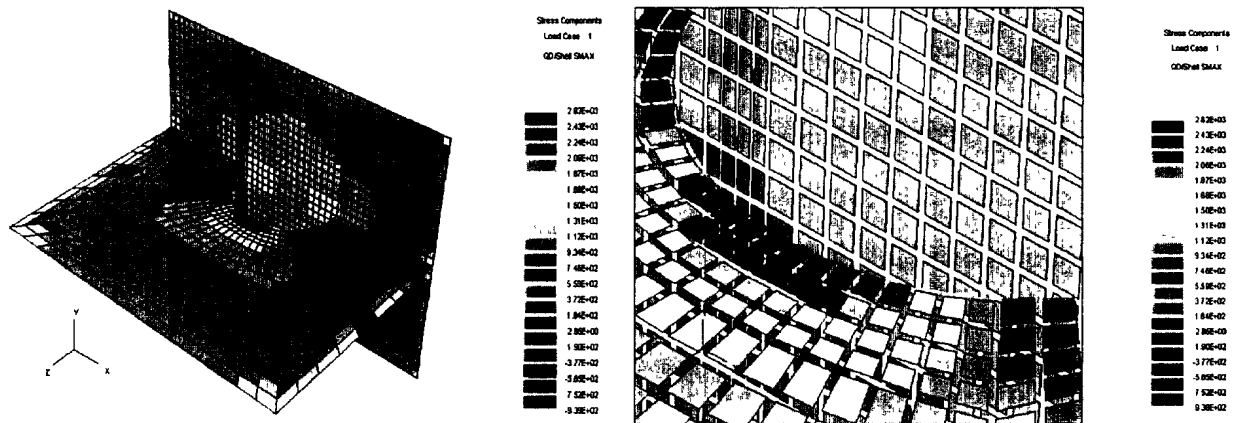 Stress Components
Load Case 1
QD/Shell SMAX
2.82E+03
2.43E+03
2.24E+03
2.06E+03
1.87E+03
1.68E+03
1.50E+03
1.31E+03
1.12E+03
9.34E+02
7.46E+02
5.59E+02
3.72E+02
1.84E+02
2.86E+00
1.90E+02
-3.77E+02
-5.65E+02
7.52E+02
-9.39E+02
Y
Z
X
Stress Components
Load Case 1
QD/Shell SMAX
2.82E+03
2.43E+03
2.24E+03
2.06E+03
1.87E+03
1.68E+03
1.50E+03
1.31E+03
1.12E+03
9.34E+02
7.46E+02
5.59E+02
3.72E+02
1.84E+02
2.86E+00
1.90E+02
-3.77E+02
-5.65E+02
7.52E+02
9.38E+02